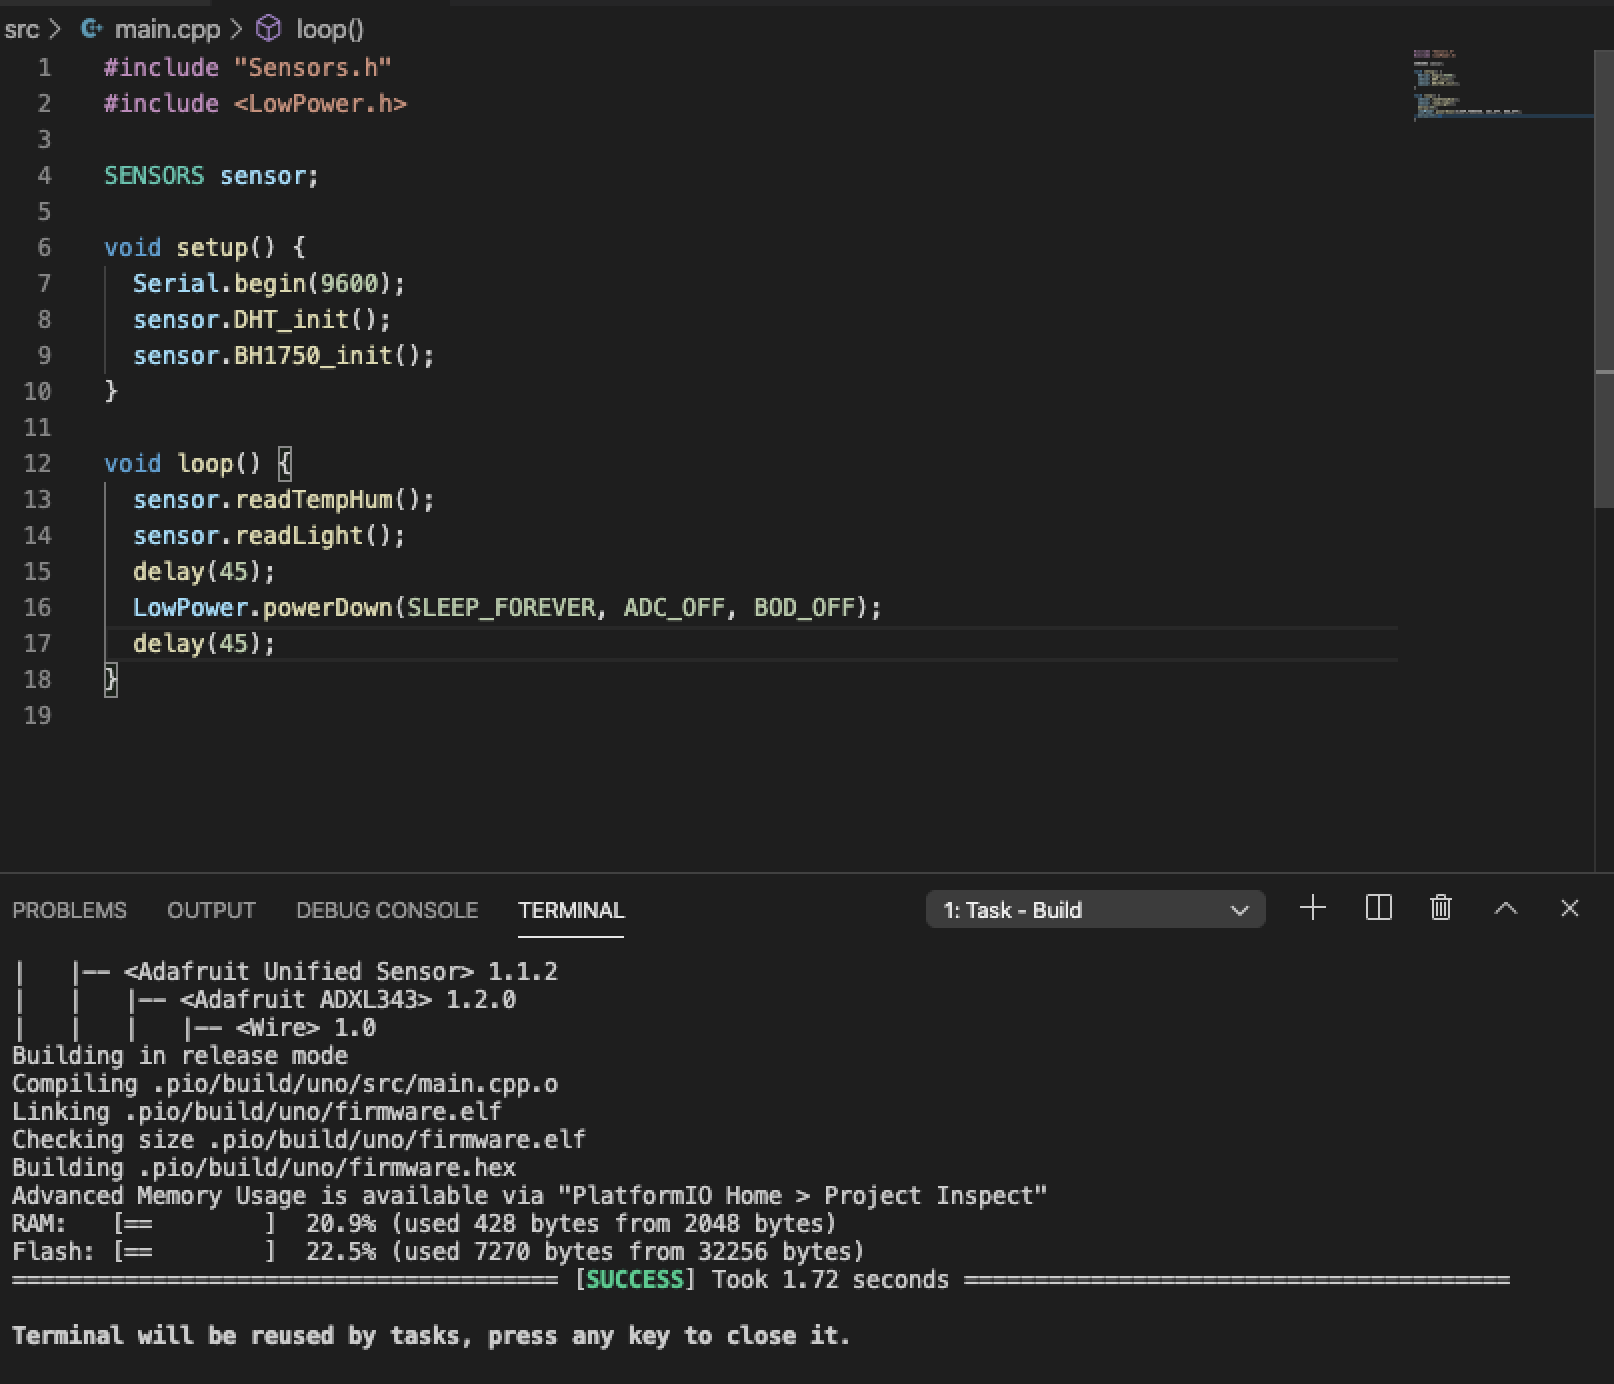 src > main.cpp > loop()
1 #include "Sensors.h"
2 #include <LowPower.h>
3
4 SENSORS sensor;
5
6 void setup() {
7 Serial.begin(9600);
8 sensor.DHT_init();
9 sensor.BH1750_init();
10 }
11
12 void loop() {
13 sensor.readTempHum();
14 sensor.readLight();
15 delay(45);
16 LowPower.powerDown(SLEEP_FOREVER, ADC_OFF, BOD_OFF);
17 delay(45);
18 }
19
PROBLEMS OUTPUT DEBUG CONSOLE TERMINAL 1: Task - Build
| |-- <Adafruit Unified Sensor> 1.1.2
| | |-- <Adafruit ADXL343> 1.2.0
| | | |-- <Wire> 1.0
Building in release mode
Compiling .pio/build/uno/src/main.cpp.o
Linking .pio/build/uno/firmware.elf
Checking size .pio/build/uno/firmware.elf
Building .pio/build/uno/firmware.hex
Advanced Memory Usage is available via "PlatformIO Home > Project Inspect"
RAM: [== ] 20.9% (used 428 bytes from 2048 bytes)
Flash: [== ] 22.5% (used 7270 bytes from 32256 bytes)
======================================= [SUCCESS] Took 1.72 seconds =======================================
Terminal will be reused by tasks, press any key to close it.